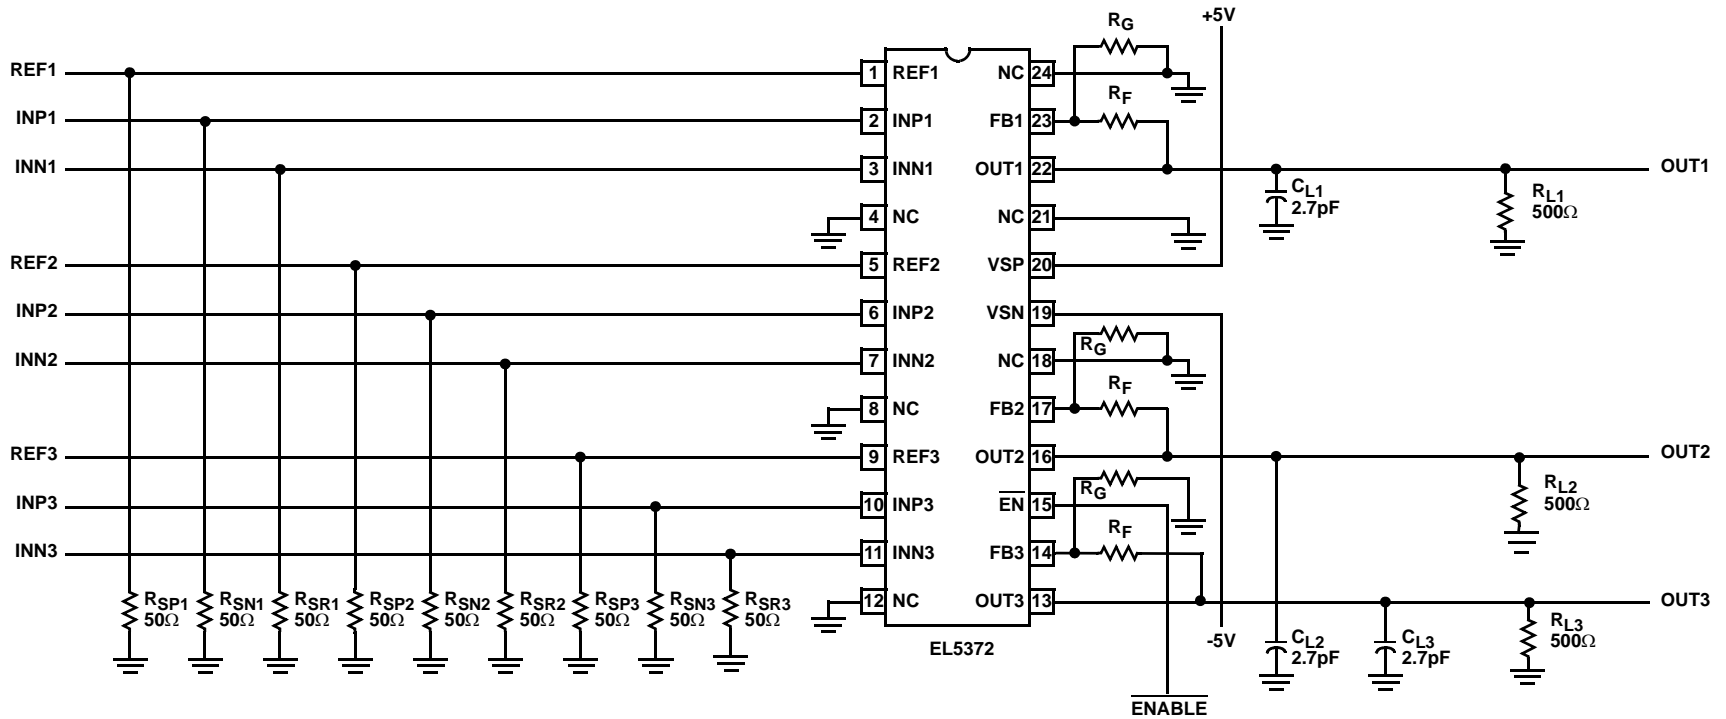 REF1
INP1
INN1
REF2
INP2
INN2
REF3
INP3
INN3
RSP1
50Ω
RSN1
50Ω
RSR1
50Ω
RSP2
50Ω
RSN2
50Ω
RSR2
50Ω
RSP3
50Ω
RSN3
50Ω
RSR3
50Ω
1 REF1
2 INP1
3 INN1
4 NC
5 REF2
6 INP2
7 INN2
8 NC
9 REF3
10 INP3
11 INN3
12 NC
NC 24
FB1 23
OUT1 22
NC 21
VSP 20
VSN 19
NC 18
FB2 17
OUT2 16
EN 15
FB3 14
OUT3 13
EL5372
RG
RF
+5V
RG
RF
RG
RF
-5V
ENABLE
CL1
2.7pF
RL1
500Ω
OUT1
OUT2
RL2
500Ω
OUT3
CL2
2.7pF
CL3
2.7pF
RL3
500Ω